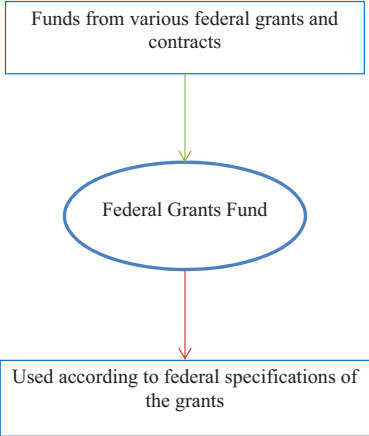 Funds from various federal grants and
contracts
Federal Grants Fund
Used according to federal specifications of
the grants